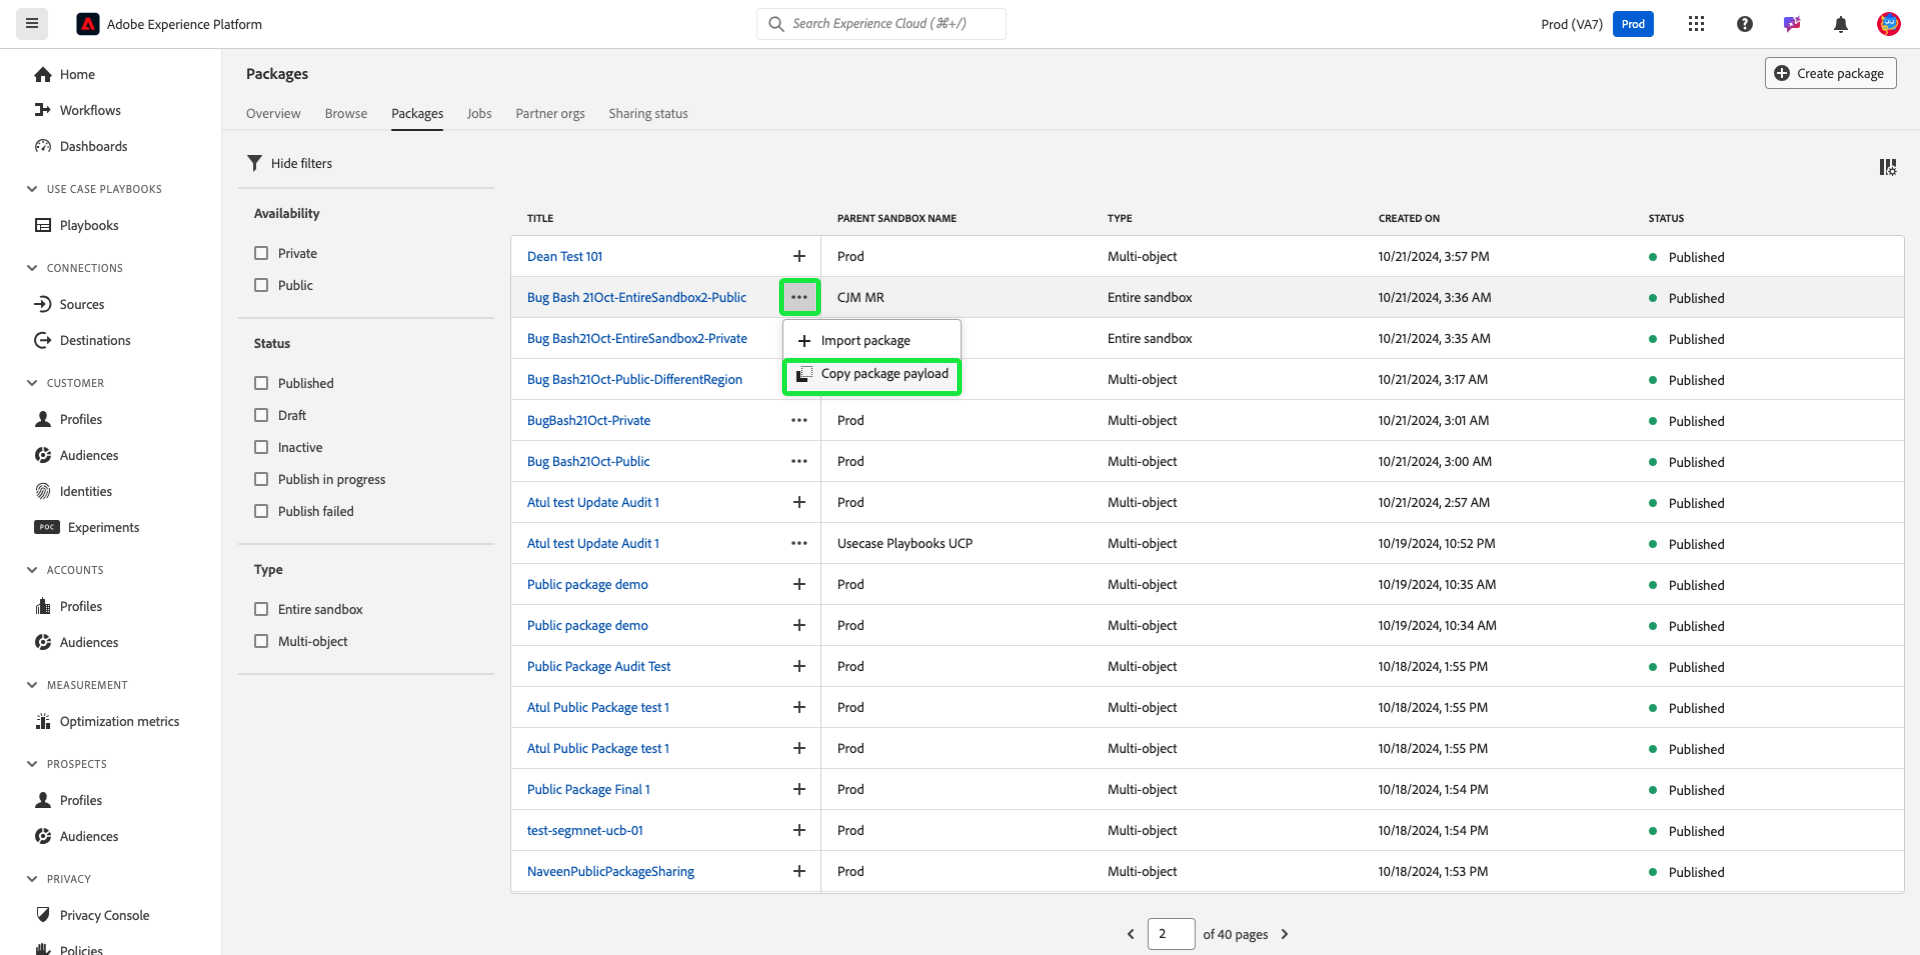 Adobe Experience Platform
Search Experience Cloud (⌘+/)
Prod (VA7)
Prod
Home
Workflows
Dashboards
USE CASE PLAYBOOKS
Playbooks
CONNECTIONS
Sources
Destinations
CUSTOMER
Profiles
Audiences
Identities
POC Experiments
ACCOUNTS
Profiles
Audiences
MEASUREMENT
Optimization metrics
PROSPECTS
Profiles
Audiences
PRIVACY
Privacy Console
Policies
Packages
Create package
Overview Browse Packages Jobs Partner orgs Sharing status
Hide filters
Availability
Private
Public
Status
Published
Draft
Inactive
Publish in progress
Publish failed
Type
Entire sandbox
Multi-object
TITLE PARENT SANDBOX NAME TYPE CREATED ON STATUS
Dean Test 101 Prod Multi-object 10/21/2024, 3:57 PM Published
Bug Bash 21Oct-EntireSandbox2-Public CJM MR Entire sandbox 10/21/2024, 3:36 AM Published
Bug Bash21Oct-EntireSandbox2-Private Entire sandbox 10/21/2024, 3:35 AM Published
Import package
Copy package payload
Bug Bash21Oct-Public-DifferentRegion Multi-object 10/21/2024, 3:17 AM Published
BugBash21Oct-Private Prod Multi-object 10/21/2024, 3:01 AM Published
Bug Bash21Oct-Public Prod Multi-object 10/21/2024, 3:00 AM Published
Atul test Update Audit 1 Prod Multi-object 10/21/2024, 2:57 AM Published
Atul test Update Audit 1 Usecase Playbooks UCP Multi-object 10/19/2024, 10:52 PM Published
Public package demo Prod Multi-object 10/19/2024, 10:35 AM Published
Public package demo Prod Multi-object 10/19/2024, 10:34 AM Published
Public Package Audit Test Prod Multi-object 10/18/2024, 1:55 PM Published
Atul Public Package test 1 Prod Multi-object 10/18/2024, 1:55 PM Published
Atul Public Package test 1 Prod Multi-object 10/18/2024, 1:55 PM Published
Public Package Final 1 Prod Multi-object 10/18/2024, 1:54 PM Published
test-segmnet-ucb-01 Prod Multi-object 10/18/2024, 1:54 PM Published
NaveenPublicPackageSharing Prod Multi-object 10/18/2024, 1:53 PM Published
2 of 40 pages